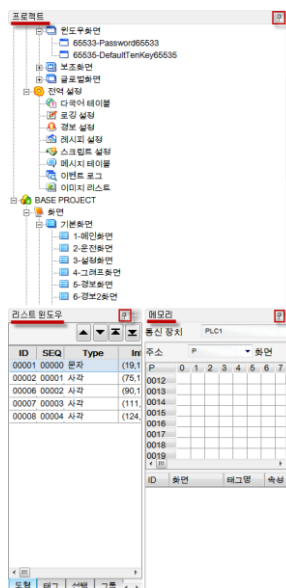 프로젝트
윈도우화면
65533-Password65533
65535-DefaultTenKey65535
보조화면
글로벌화면
전역 설정
다국어 테이블
로깅 설정
경보 설정
레시피 설정
스크립트 설정
메시지 테이블
이벤트 로그
이미지 리스트
BASE PROJECT
화면
기본화면
1-메인화면
2-운전화면
3-설정화면
4-그래프화면
5-경보화면
6-경보2화면
리스트 윈도우
ID SEQ Type
00001 00000 문자 (19,1
00002 00001 사각 (75,1
00006 00002 사각 (90,1
00007 00003 사각 (111,
00008 00004 사각 (124,
도형 태그 선택 그룹
메모리
통신 장치 PLC1
주소 P 화면
P 0 1 2 3 4 5 6 7
0012
0013
0014
0015
0016
0017
0018
0019
ID 화면 태그명 속성